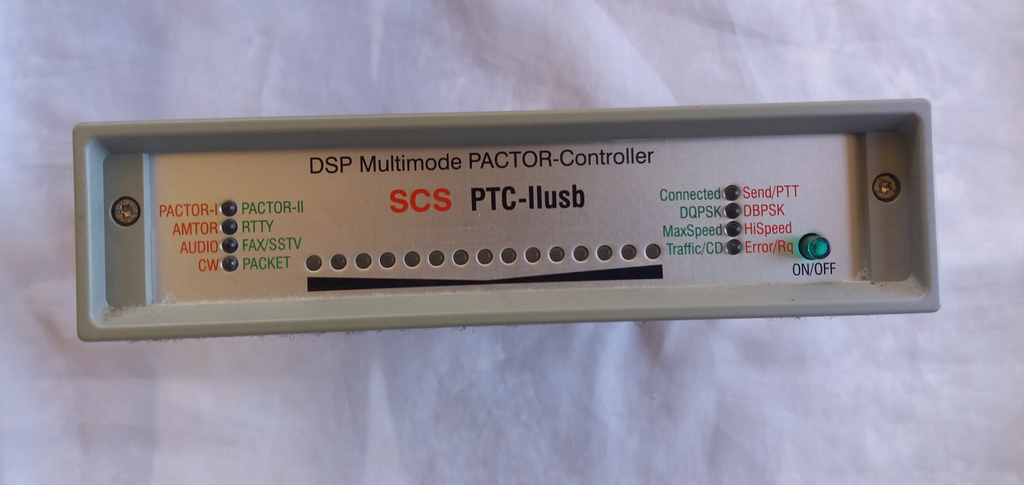 DSP Multimode PACTOR-Controller
SCS PTC-IIusb
PACTOR-I PACTOR-II
AMTOR RTTY
AUDIO FAX/SSTV
CW PACKET
Connected Send/PTT
DQPSK DBPSK
MaxSpeed HiSpeed
Traffic/CD Error/Rq
ON/OFF